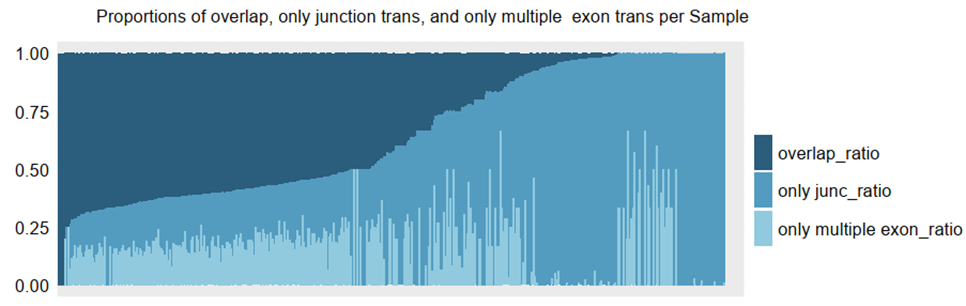 Proportions of overlap, only junction trans, and only multiple  exon trans per Sample
1.00
0.75
0.50
0.25
0.00
overlap_ratio
only junc_ratio
only multiple exon_ratio